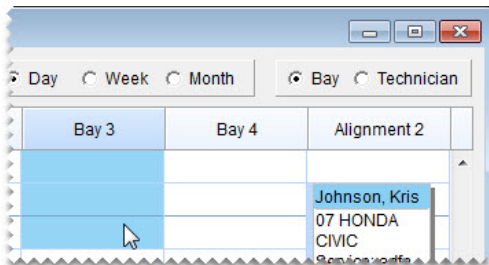 Day Week Month Bay Technician
Bay 3 Bay 4 Alignment 2
Johnson, Kris
07 HONDA
CIVIC